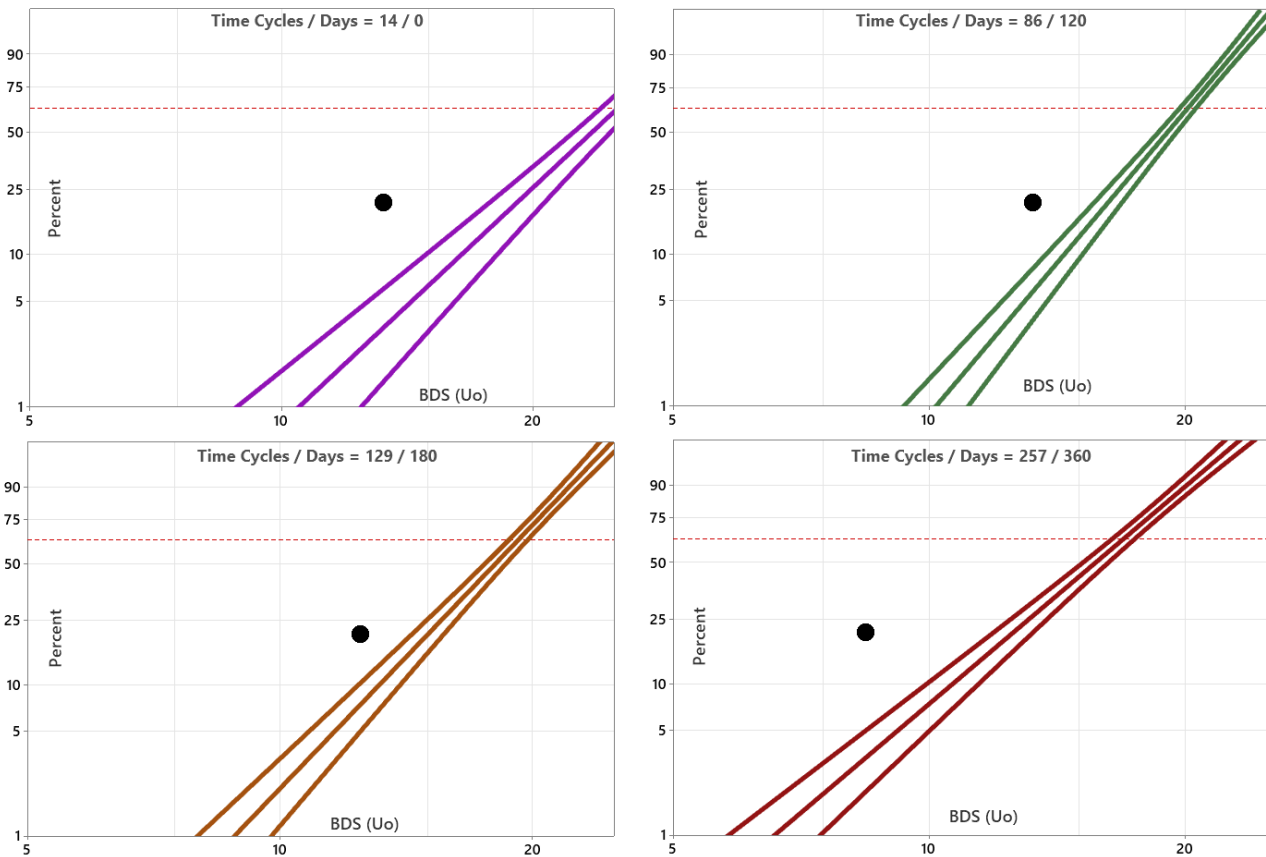 Time Cycles / Days = 14 / 0
90
75
50
25
10
5
1
Percent
BDS (Uo)
5 10 20
Time Cycles / Days = 86 / 120
90
75
50
25
10
5
1
Percent
BDS (Uo)
5 10 20
Time Cycles / Days = 129 / 180
90
75
50
25
10
5
1
Percent
BDS (Uo)
5 10 20
Time Cycles / Days = 257 / 360
90
75
50
25
10
5
1
Percent
BDS (Uo)
5 10 20